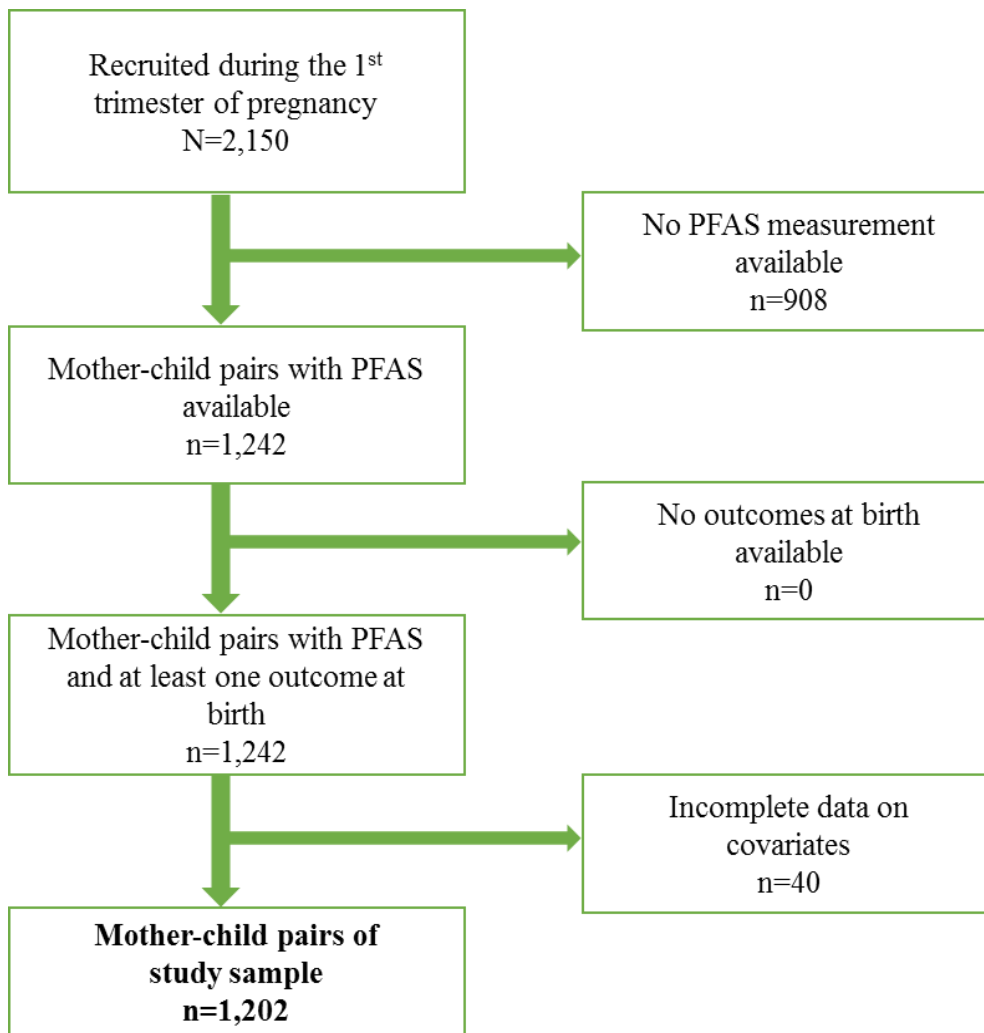 Recruited during the 1st
trimester of pregnancy
N=2,150
No PFAS measurement
available
n=908
Mother-child pairs with PFAS
available
n=1,242
No outcomes at birth
available
n=0
Mother-child pairs with PFAS
and at least one outcome at
birth
n=1,242
Incomplete data on
covariates
n=40
Mother-child pairs of
study sample
n=1,202